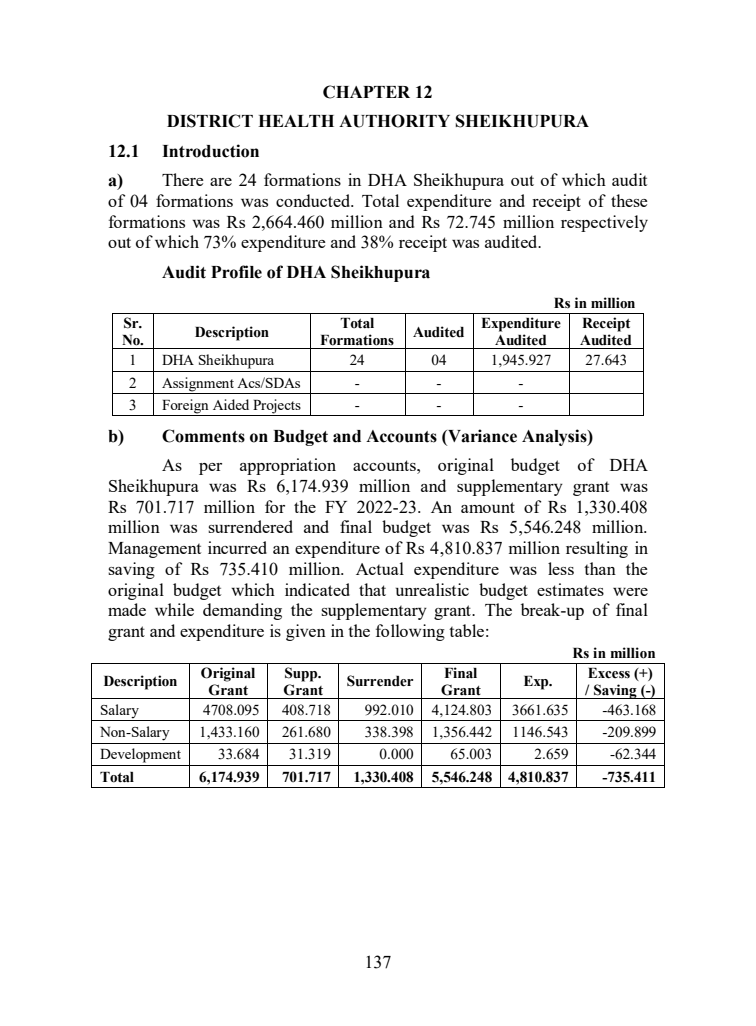 CHAPTER 12
DISTRICT HEALTH AUTHORITY SHEIKHUPURA
12.1 Introduction
a) There are 24 formations in DHA Sheikhupura out of which audit
of 04 formations was conducted. Total expenditure and receipt of these
formations was Rs 2,664.460 million and Rs 72.745 million respectively
out of which 73% expenditure and 38% receipt was audited.
Audit Profile of DHA Sheikhupura
Rs in million
Sr. No. Description Total Formations Audited Expenditure Audited Receipt Audited
1 DHA Sheikhupura 24 04 1,945.927 27.643
2 Assignment Acs/SDAs - - -
3 Foreign Aided Projects - - -
b) Comments on Budget and Accounts (Variance Analysis)
As per appropriation accounts, original budget of DHA
Sheikhupura was Rs 6,174.939 million and supplementary grant was
Rs 701.717 million for the FY 2022-23. An amount of Rs 1,330.408
million was surrendered and final budget was Rs 5,546.248 million.
Management incurred an expenditure of Rs 4,810.837 million resulting in
saving of Rs 735.410 million. Actual expenditure was less than the
original budget which indicated that unrealistic budget estimates were
made while demanding the supplementary grant. The break-up of final
grant and expenditure is given in the following table:
Rs in million
Description Original Grant Supp. Grant Surrender Final Grant Exp. Excess (+) / Saving (-)
Salary 4708.095 408.718 992.010 4,124.803 3661.635 -463.168
Non-Salary 1,433.160 261.680 338.398 1,356.442 1146.543 -209.899
Development 33.684 31.319 0.000 65.003 2.659 -62.344
Total 6,174.939 701.717 1,330.408 5,546.248 4,810.837 -735.411
137